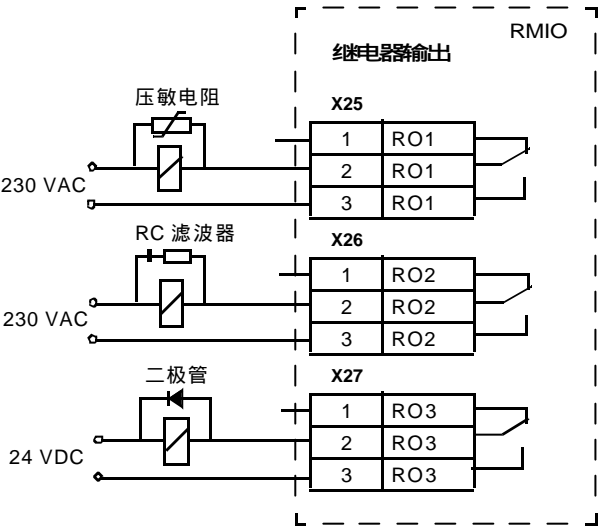 RMIO
继电器输出
压敏电阻
X25
1 RO1
230 VAC
2 RO1
3 RO1
RC 滤波器
X26
1 RO2
230 VAC
2 RO2
3 RO2
二极管
X27
1 RO3
24 VDC
2 RO3
3 RO3